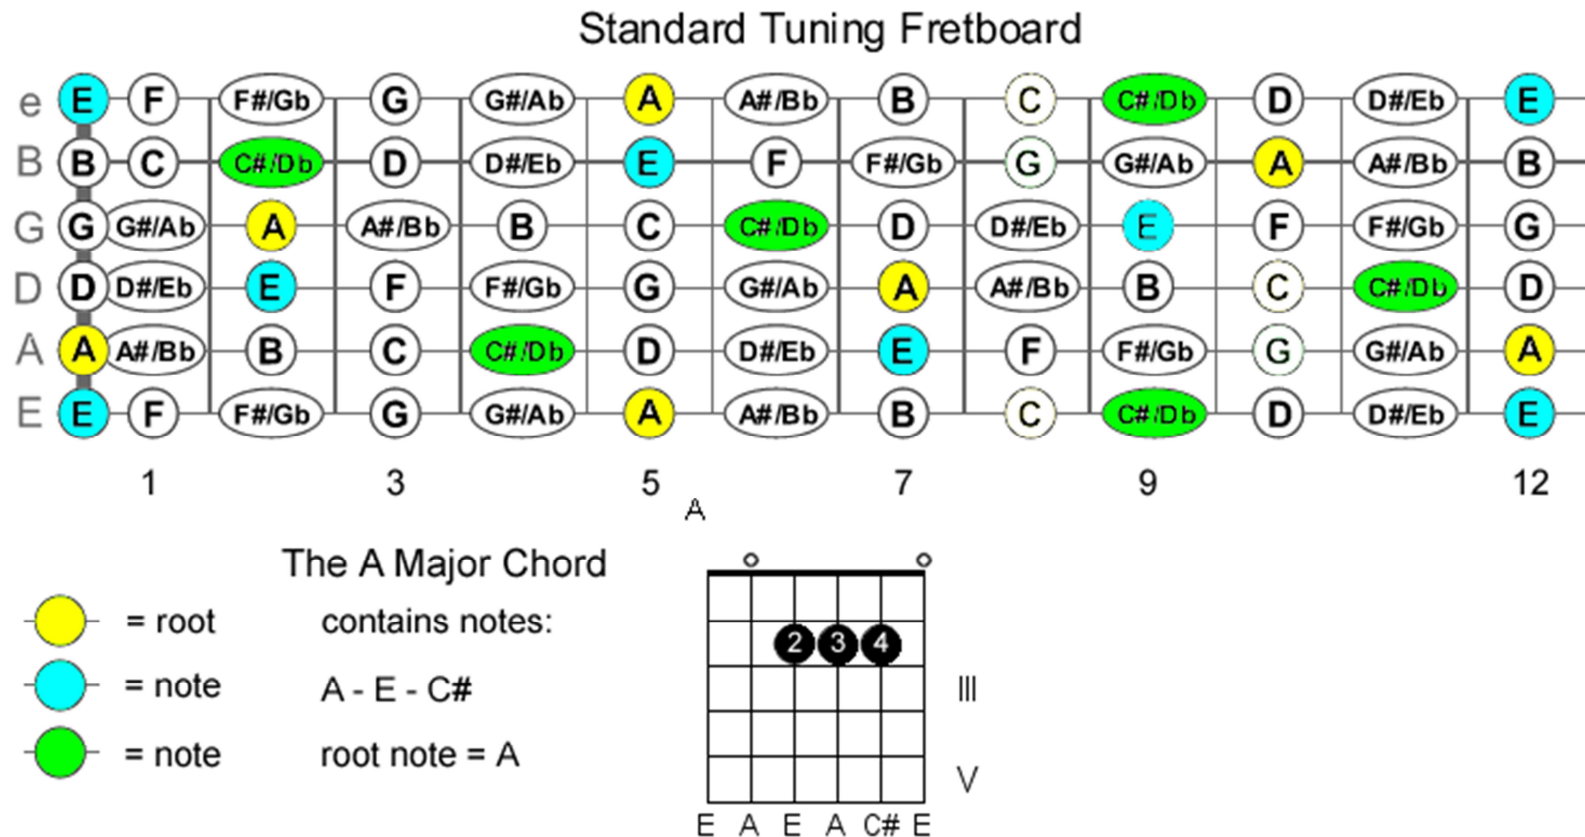 Standard Tuning Fretboard
e E F F#/Gb G G#/Ab A A#/Bb B C C#/Db D D#/Eb E
B B C C#/Db D D#/Eb E F F#/Gb G G#/Ab A A#/Bb B
G G G#/Ab A A#/Bb B C C#/Db D D#/Eb E F F#/Gb G
D D D#/Eb E F F#/Gb G G#/Ab A A#/Bb B C C#/Db D
A A A#/Bb B C C#/Db D D#/Eb E F F#/Gb G G#/Ab A
E E F F#/Gb G G#/Ab A A#/Bb B C C#/Db D D#/Eb E
1 3 5 7 9 12
A
The A Major Chord
= root contains notes:
= note A - E - C#
= note root note = A
2 3 4
III
V
E A E A C# E